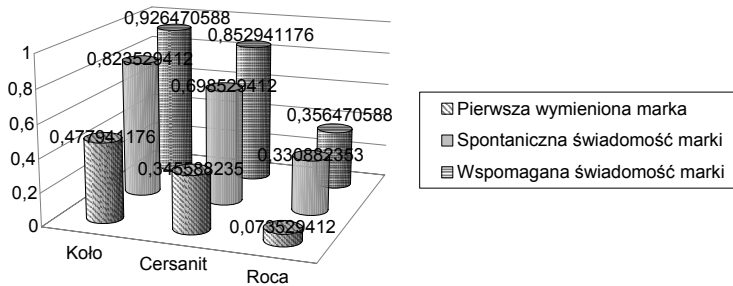 0,926470588
0,852941176
1
0,823529412
0,8
0,698529412
0,356470588
0,6
0,477941176
0,4
0,345588235
0,330882353
0,2
0,073529412
0
Koło
Cersanit
Roca
Pierwsza wymieniona marka
Spontaniczna świadomość marki
Wspomagana świadomość marki